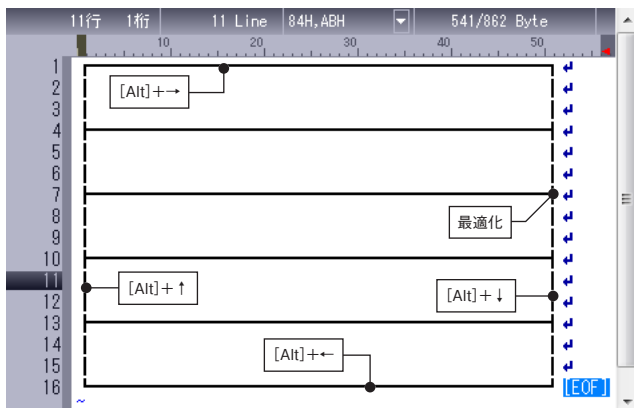 11行 1桁 11 Line 84H,ABH 541/862 Byte
10 20 30 40 50
1
2
[Alt]+→
3
4
5
6
7
8
最適化
9
10
11
[Alt]+↑
[Alt]+↓
12
13
14
[Alt]+←
15
16
[EOF]
~